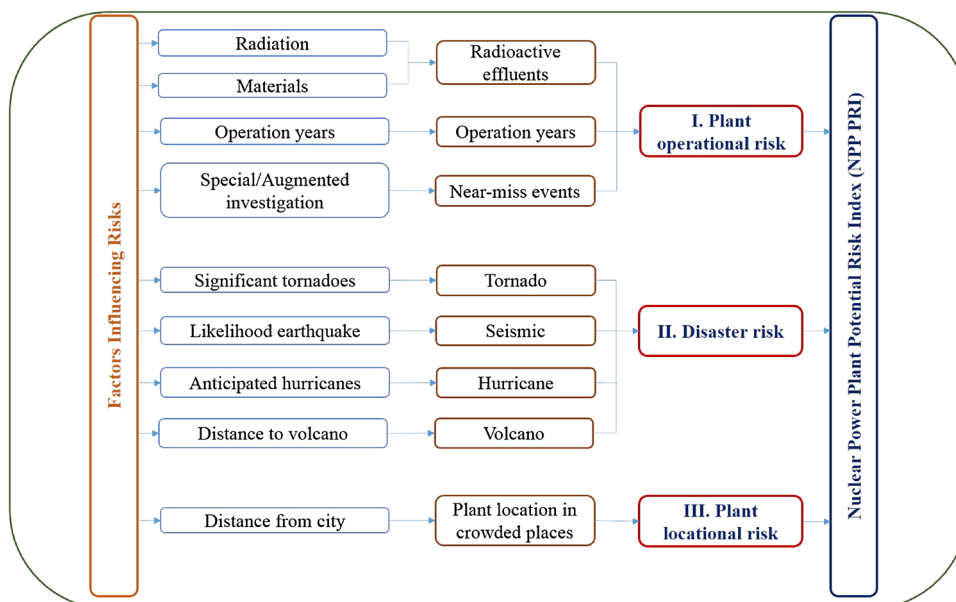 Factors Influencing Risks
Radiation
Materials
Operation years
Special/Augmented
investigation
Significant tornadoes
Likelihood earthquake
Anticipated hurricanes
Distance to volcano
Distance from city
Radioactive
effluents
Operation years
Near-miss events
Tornado
Seismic
Hurricane
Volcano
Plant location in
crowded places
I. Plant
operational risk
II. Disaster risk
III. Plant
locational risk
Nuclear Power Plant Potential Risk Index (NPP PRI)